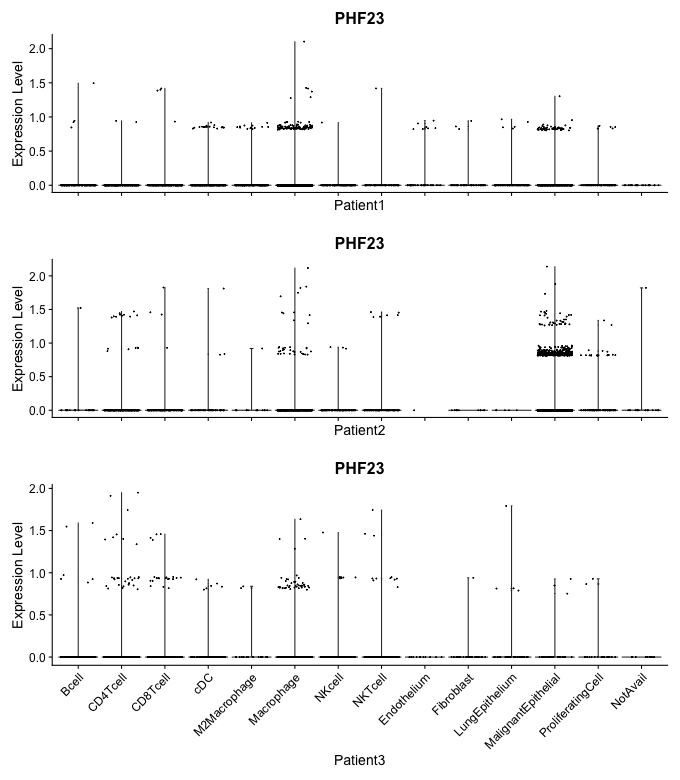 PHF23
Expression Level
2.0
1.5
1.0
0.5
0.0
Patient1
PHF23
Expression Level
2.0
1.5
1.0
0.5
0.0
Patient2
PHF23
Expression Level
2.0
1.5
1.0
0.5
0.0
Bcell
CD4Tcell
CD8Tcell
cDC
M2Macrophage
Macrophage
NKcell
NKTcell
Endothelium
Fibroblast
LungEpithelium
MalignantEpithelial
ProliferatingCell
NotAvail
Patient3